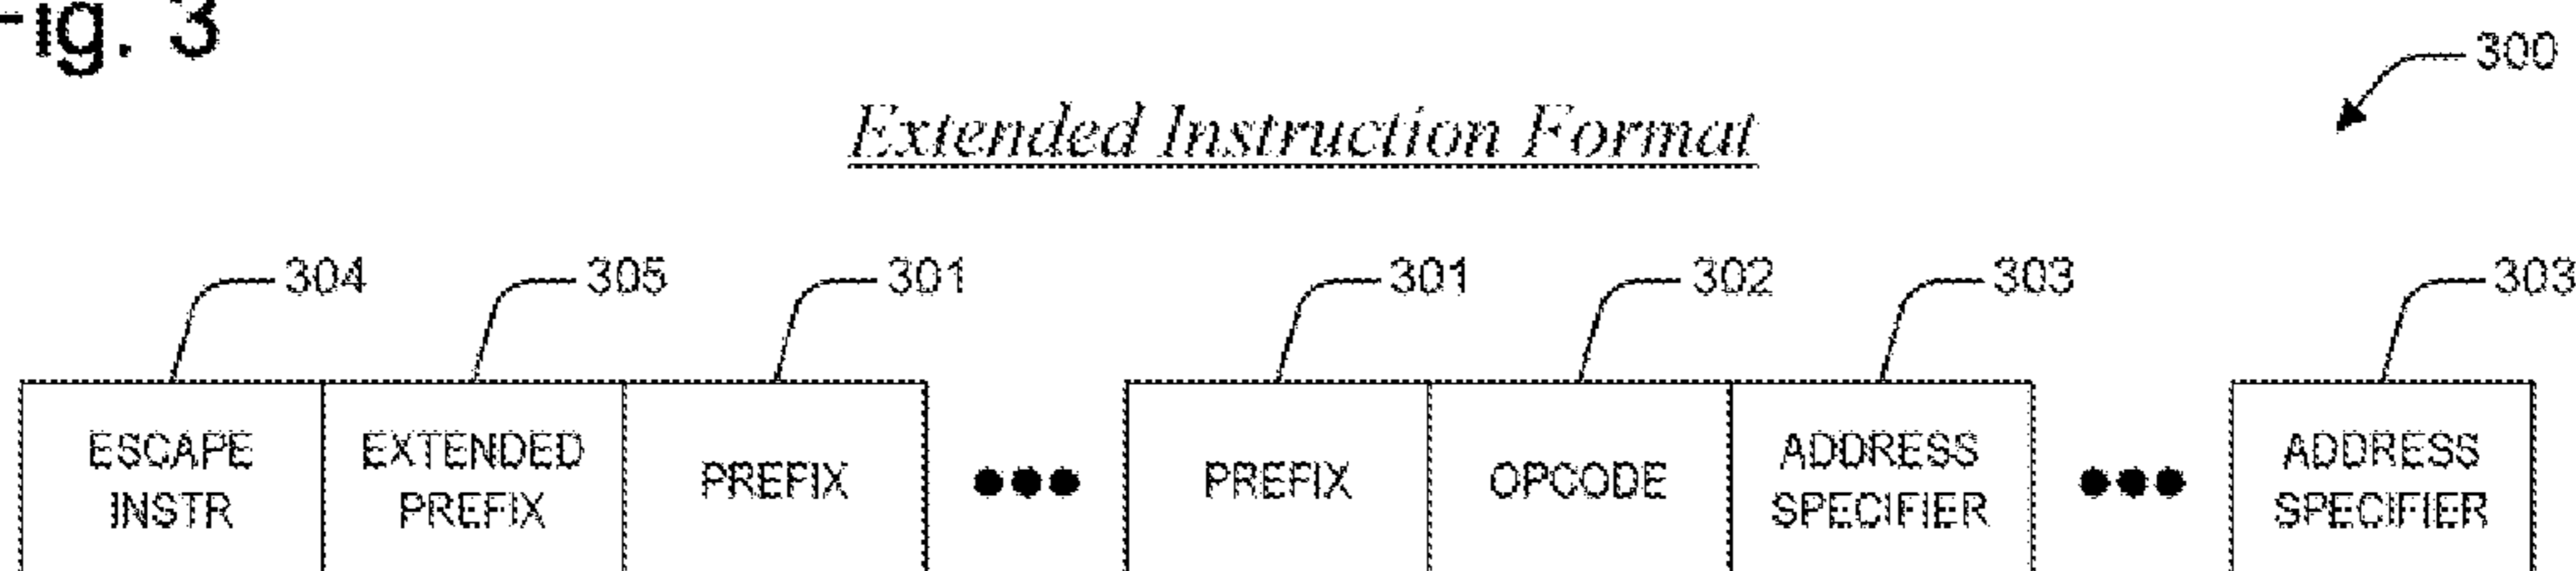 Fig. 3
300
Extended Instruction Format
304 305 301 301 302 303 303
ESCAPE INSTR
EXTENDED PREFIX
PREFIX
PREFIX
OPCODE
ADDRESS SPECIFIER
ADDRESS SPECIFIER